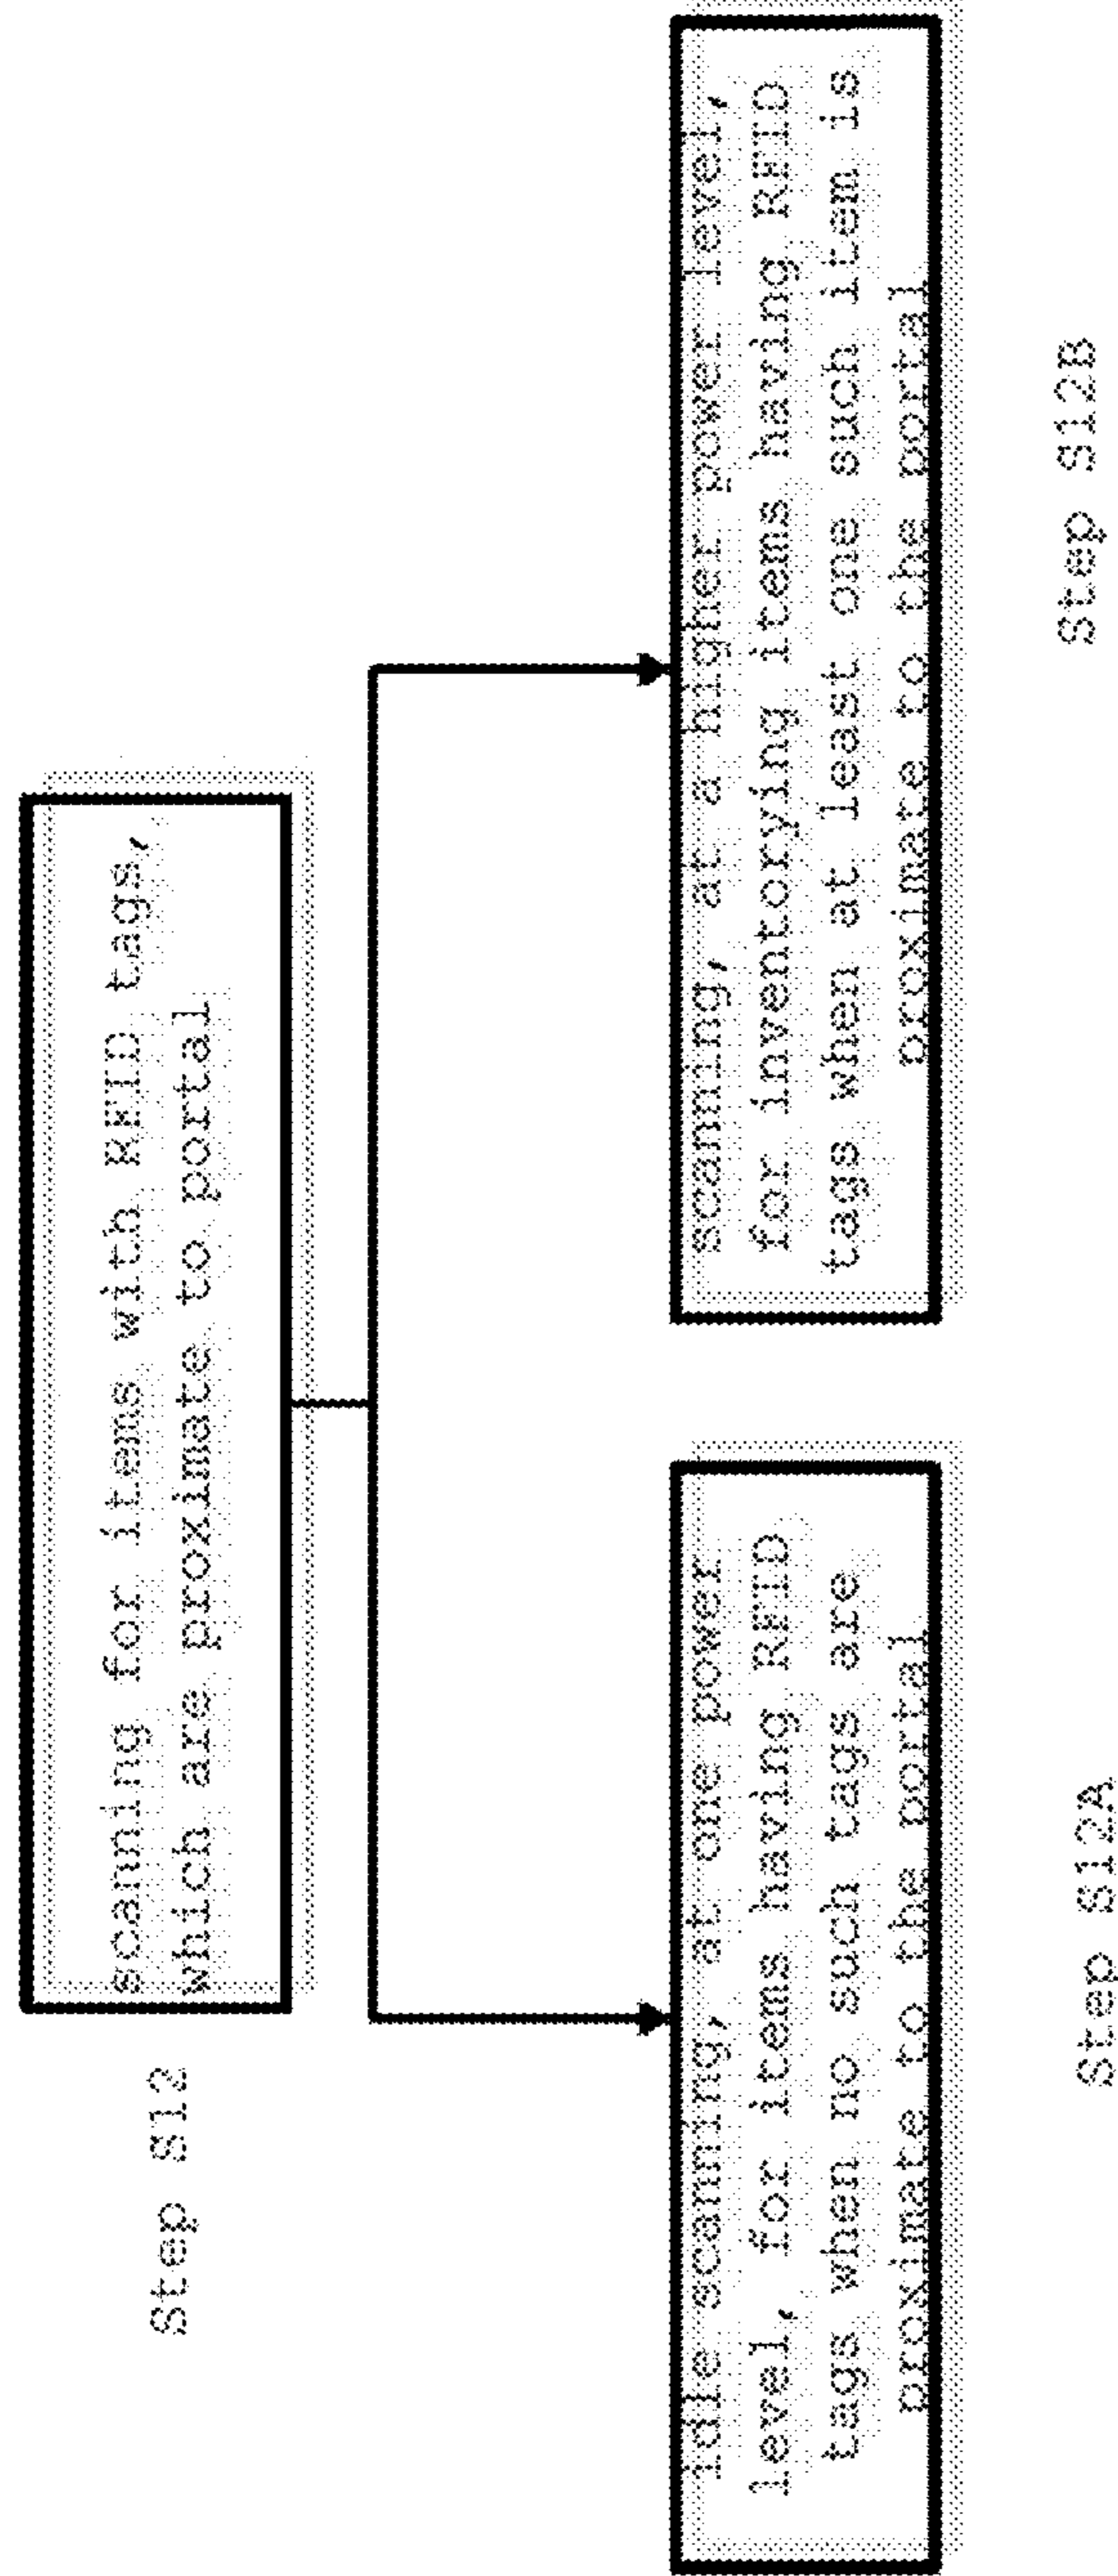 Step S12
scanning for items with RFID tags,
which are proximate to portal
idle scanning, at one power
level, for items having RFID
tags when no such tags are
proximate to the portal
Step S12A
scanning, at a higher power level,
for inventorying items having RFID
tags when at least one such item is
proximate to the portal
Step S12B